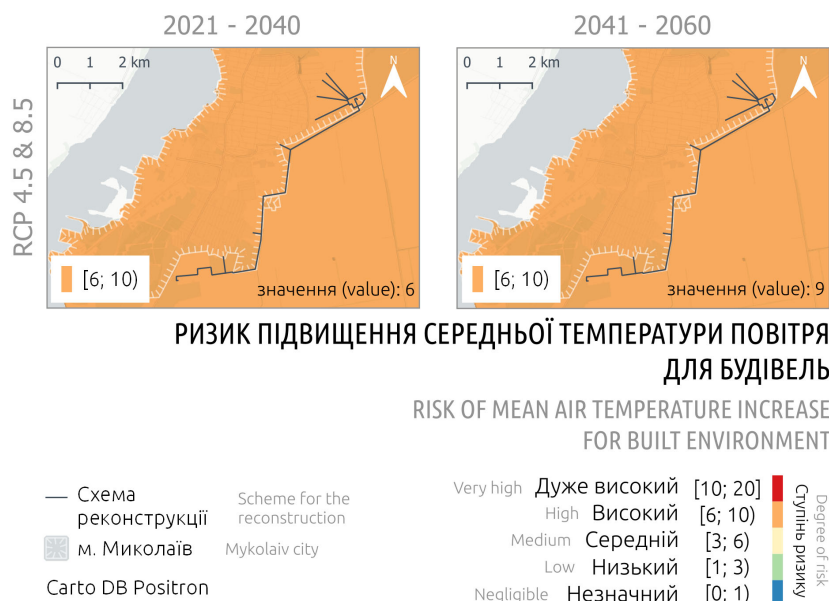 2021 - 2040
2041 - 2060
RCP 4.5 & 8.5
0 1 2 km
N
[6; 10)
значення (value): 6
0 1 2 km
N
[6; 10)
значення (value): 9
РИЗИК ПІДВИЩЕННЯ СЕРЕДНЬОЇ ТЕМПЕРАТУРИ ПОВІТРЯ
ДЛЯ БУДІВЕЛЬ
RISK OF MEAN AIR TEMPERATURE INCREASE
FOR BUILT ENVIRONMENT
Схема
реконструкції
Scheme for the
reconstruction
м. Миколаїв Mykolaiv city
Carto DB Positron
Very high Дуже високий [10; 20]
High Високий [6; 10)
Medium Середній [3; 6)
Low Низький [1; 3)
Negligible Незначний [0; 1)
Ступінь ризику
Degree of risk